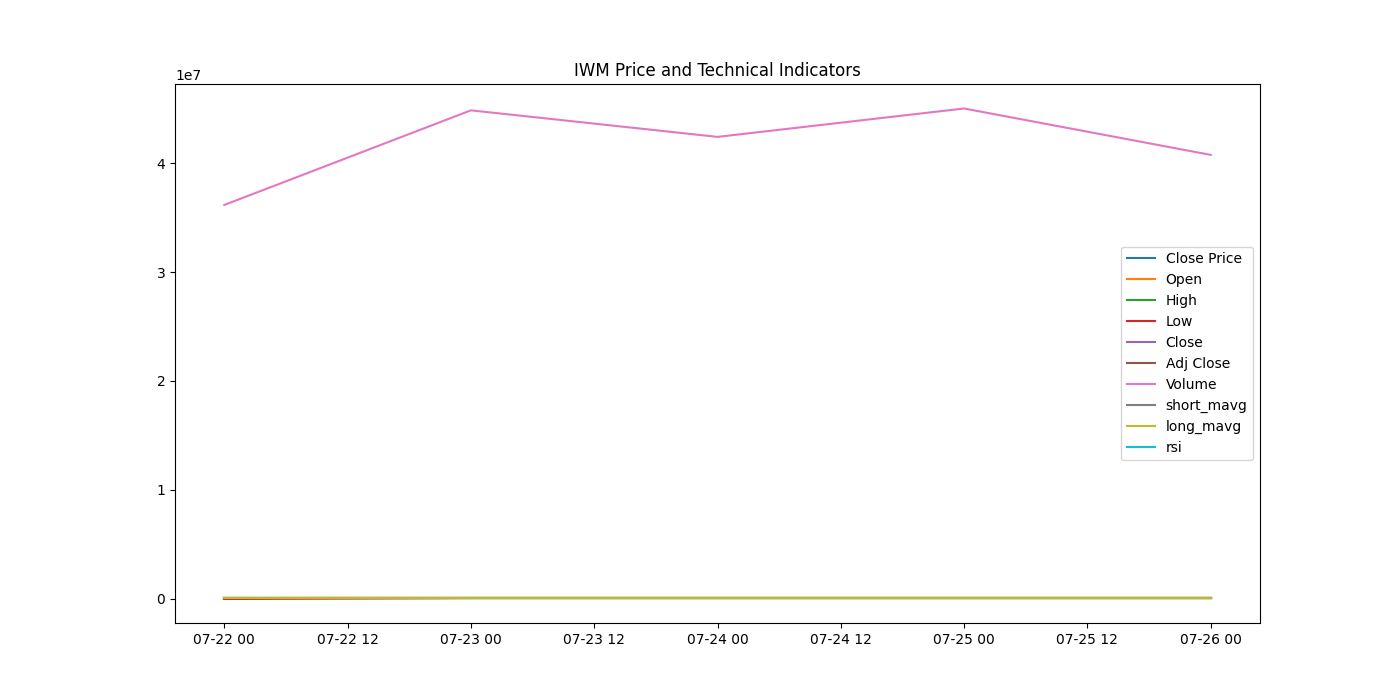 IWM Price and Technical Indicators
1e7
4
3
2
1
0
07-22 00
07-22 12
07-23 00
07-23 12
07-24 00
07-24 12
07-25 00
07-25 12
07-26 00
Close Price
Open
High
Low
Close
Adj Close
Volume
short_mavg
long_mavg
rsi